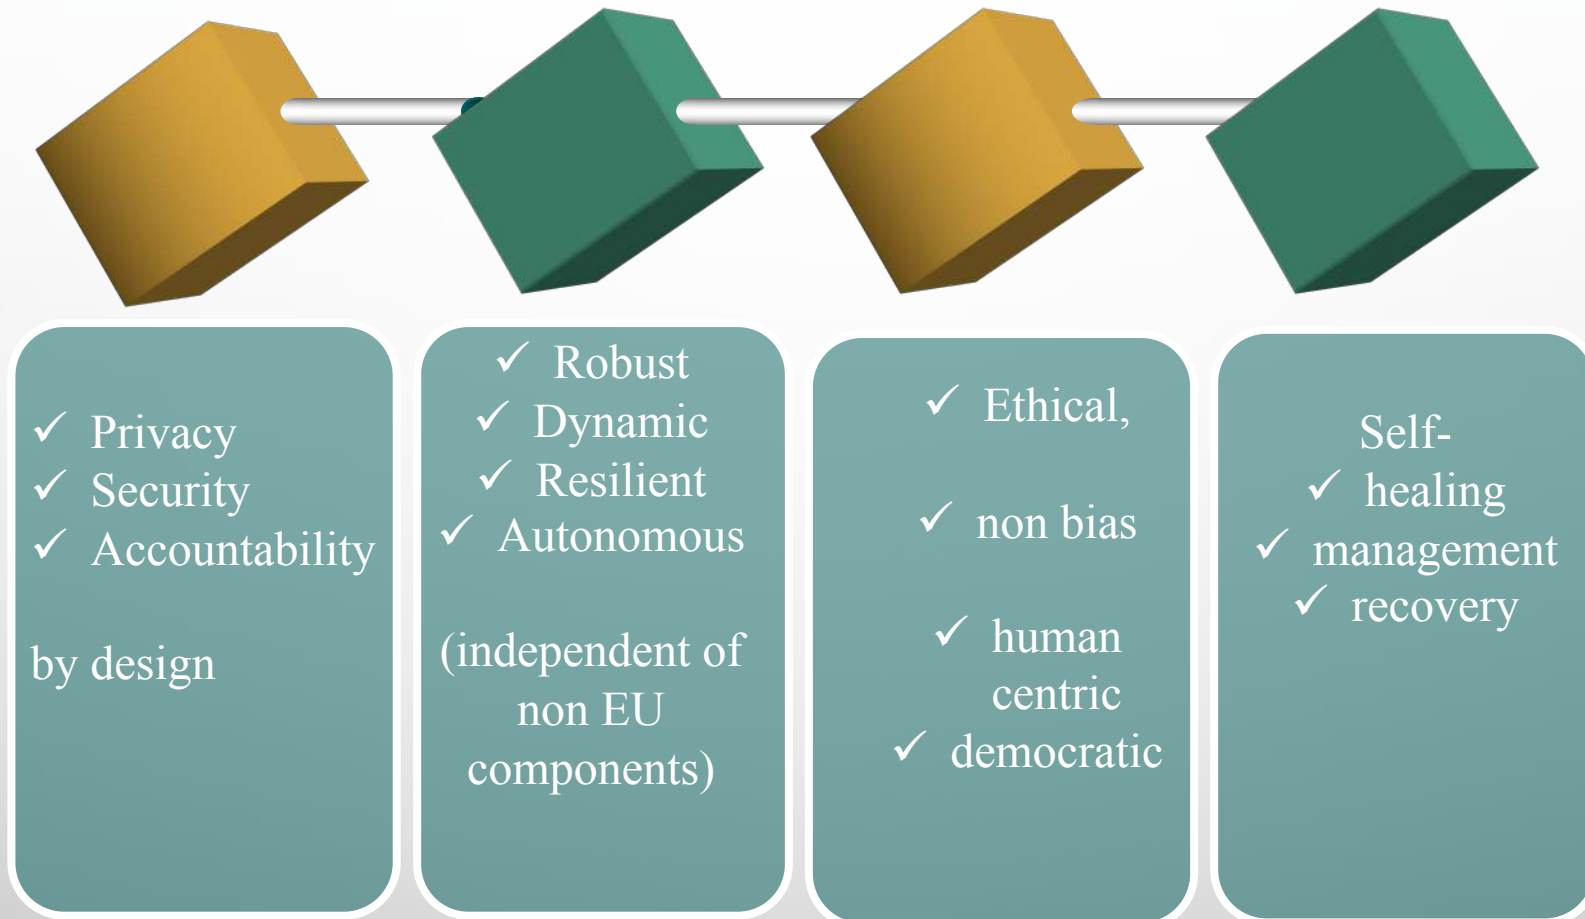 ✓ Privacy
✓ Security
✓ Accountability
by design
✓ Robust
✓ Dynamic
✓ Resilient
✓ Autonomous
(independent of
non EU
components)
✓ Ethical,
✓ non bias
✓ human
centric
✓ democratic
Self-
✓ healing
✓ management
✓ recovery